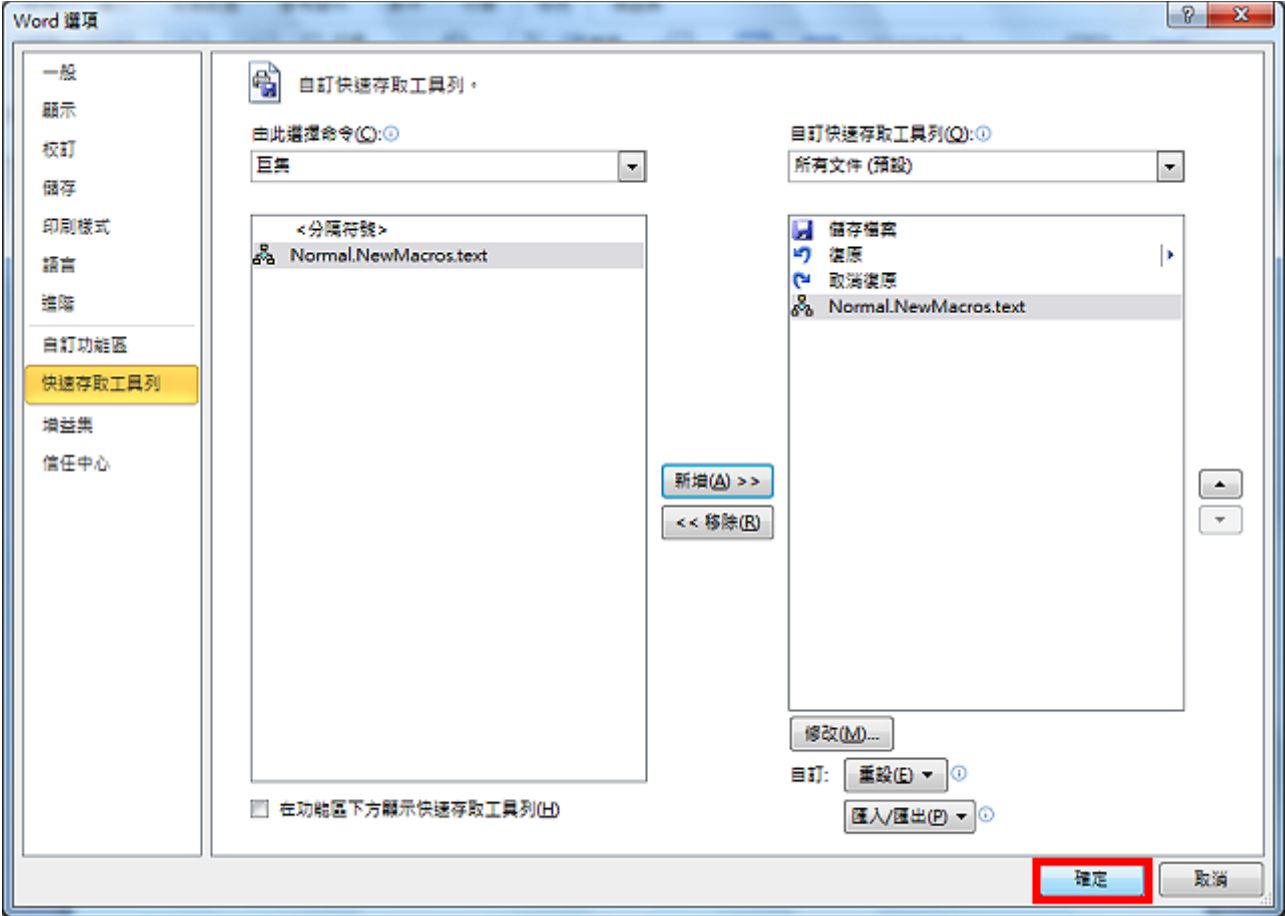 Word 選項
一般
顯示
校訂
儲存
印刷樣式
語言
進階
自訂功能區
快速存取工具列
增益集
信任中心
自訂快速存取工具列。
由此選擇命令(C):
巨集
<分隔符號>
Normal.NewMacros.text
新增(A) >>
<< 移除(R)
自訂快速存取工具列(Q):
所有文件 (預設)
儲存檔案
復原
取消復原
Normal.NewMacros.text
修改(M)...
自訂:
重設(E)
匯入/匯出(P)
在功能區下方顯示快速存取工具列(H)
確定
取消